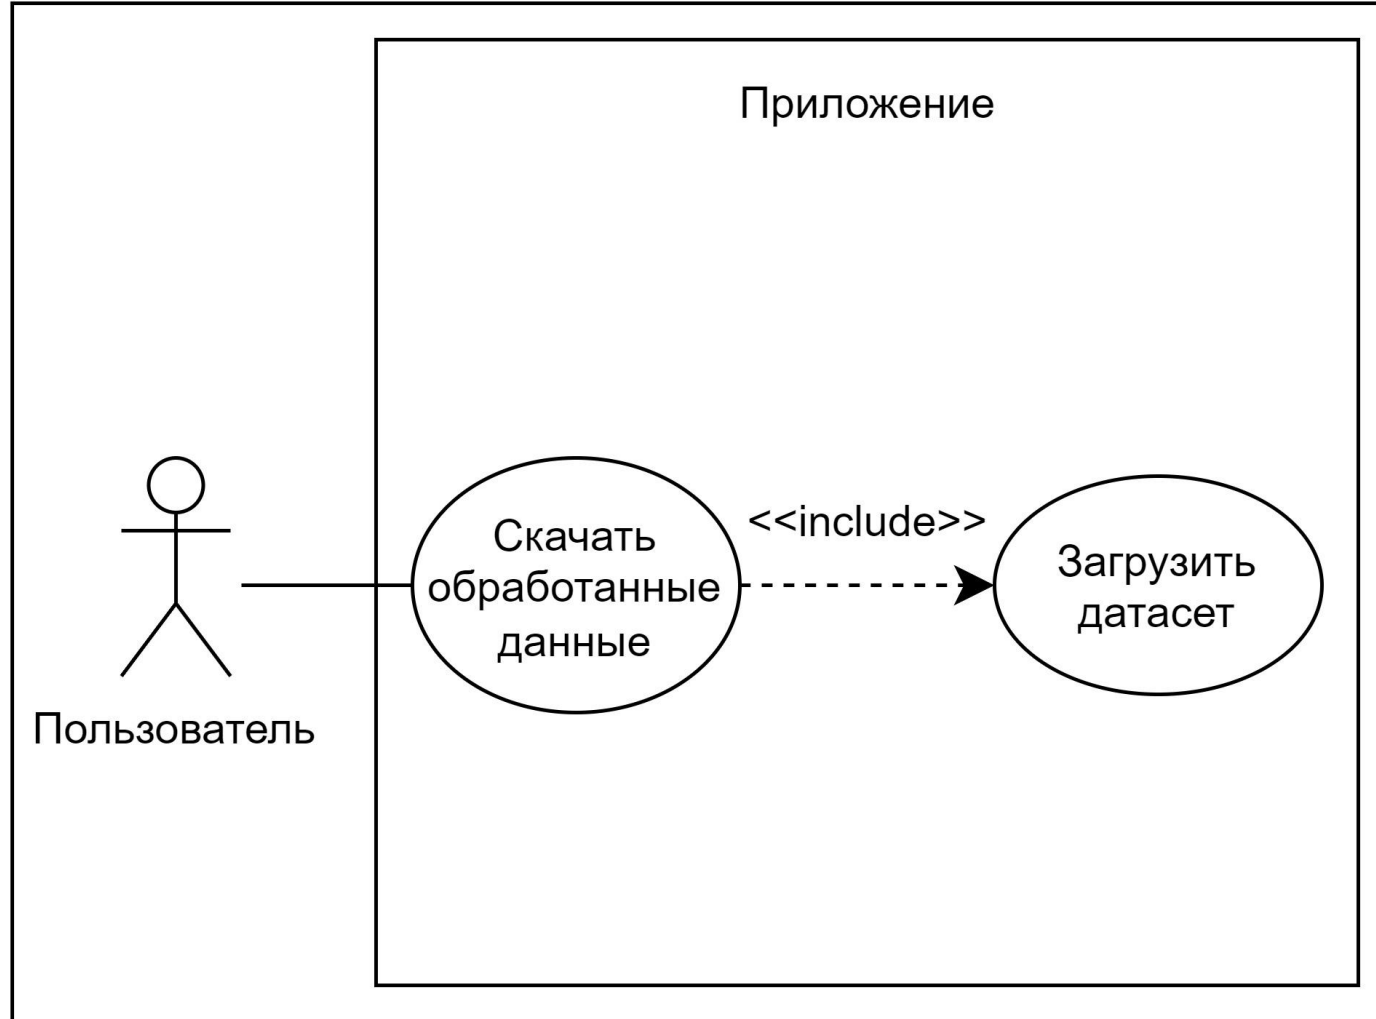 Приложение
Скачать
обработанные
данные
<<include>>
Загрузить
датасет
Пользователь